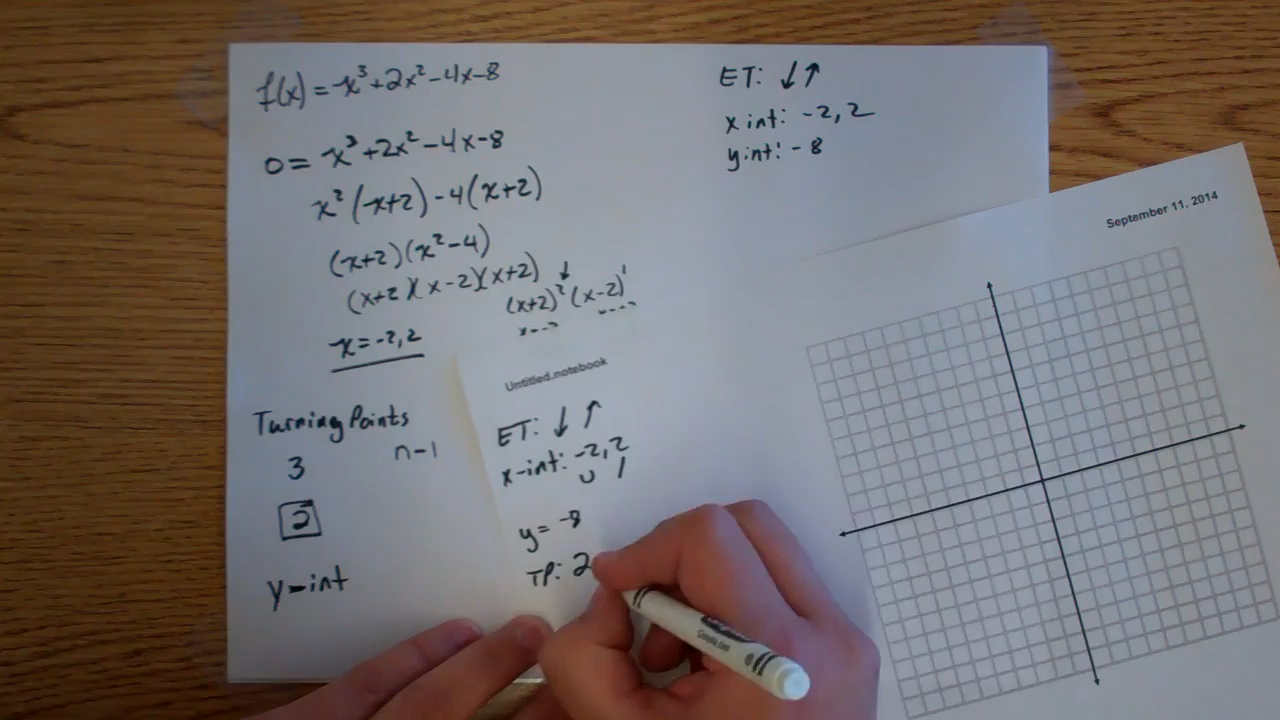 f(x) = x³+2x²-4x-8
0 = x³+2x²-4x-8
x²(x+2)-4(x+2)
(x+2)(x²-4)
(x+2)(x-2)(x+2) ↓
(x+2)² (x-2)¹
x=-2,2
Turning Points
3 n-1
2
y-int
Untitled.notebook
ET: ↓ ↑
x-int: -2,2
∪ /
y= -8
TP: 2
ET: ↓↑
x int: -2, 2
y int: -8
September 11, 2014
Crayola.com